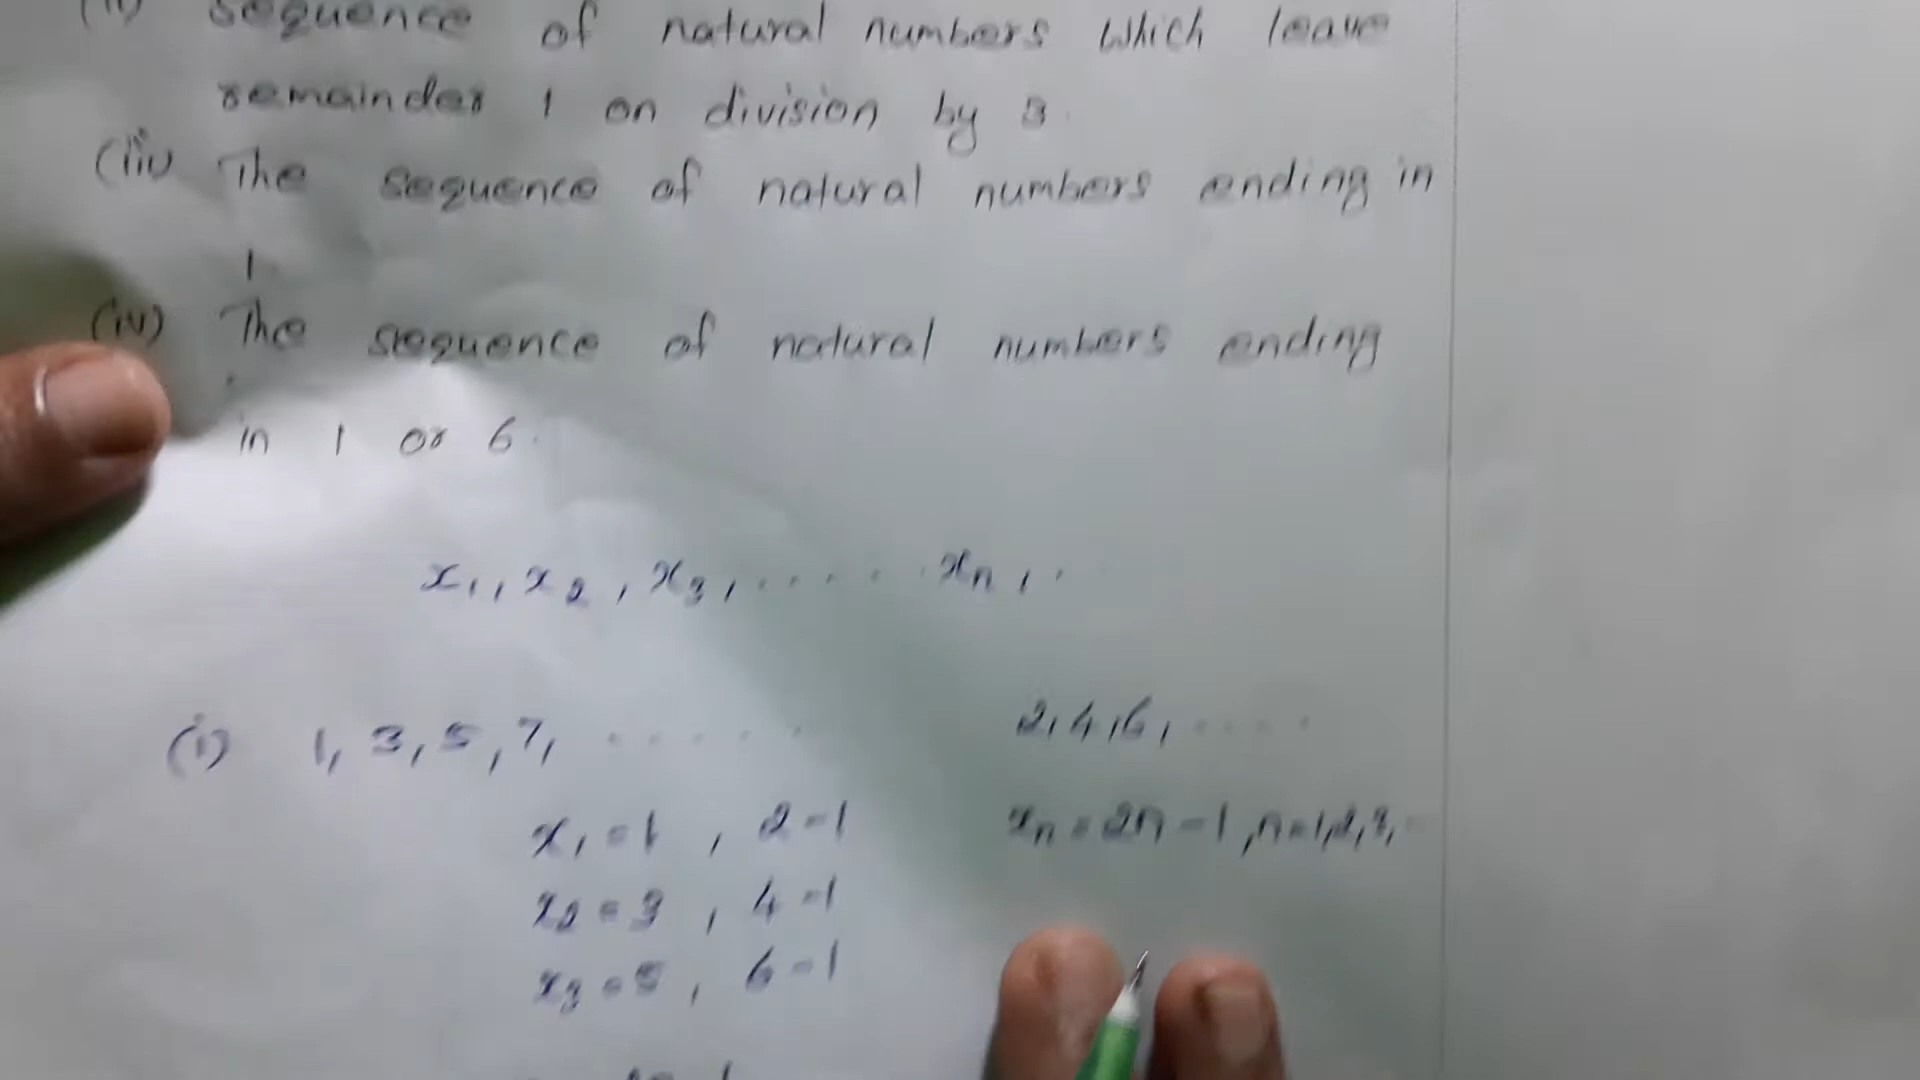 (ii) sequence of natural numbers which leave
remainder 1 on division by 3.
(iii) The sequence of natural numbers ending in
1.
(iv) The sequence of natural numbers ending
in 1 or 6.
x₁, x₂, x₃, ...... xₙ, .
(i) 1, 3, 5, 7, ......
2, 4, 6, ....
x₁ = 1 , 2-1
xₙ = 2n - 1, n=1,2,3,
x₂ = 3 , 4-1
x₃ = 5 , 6-1